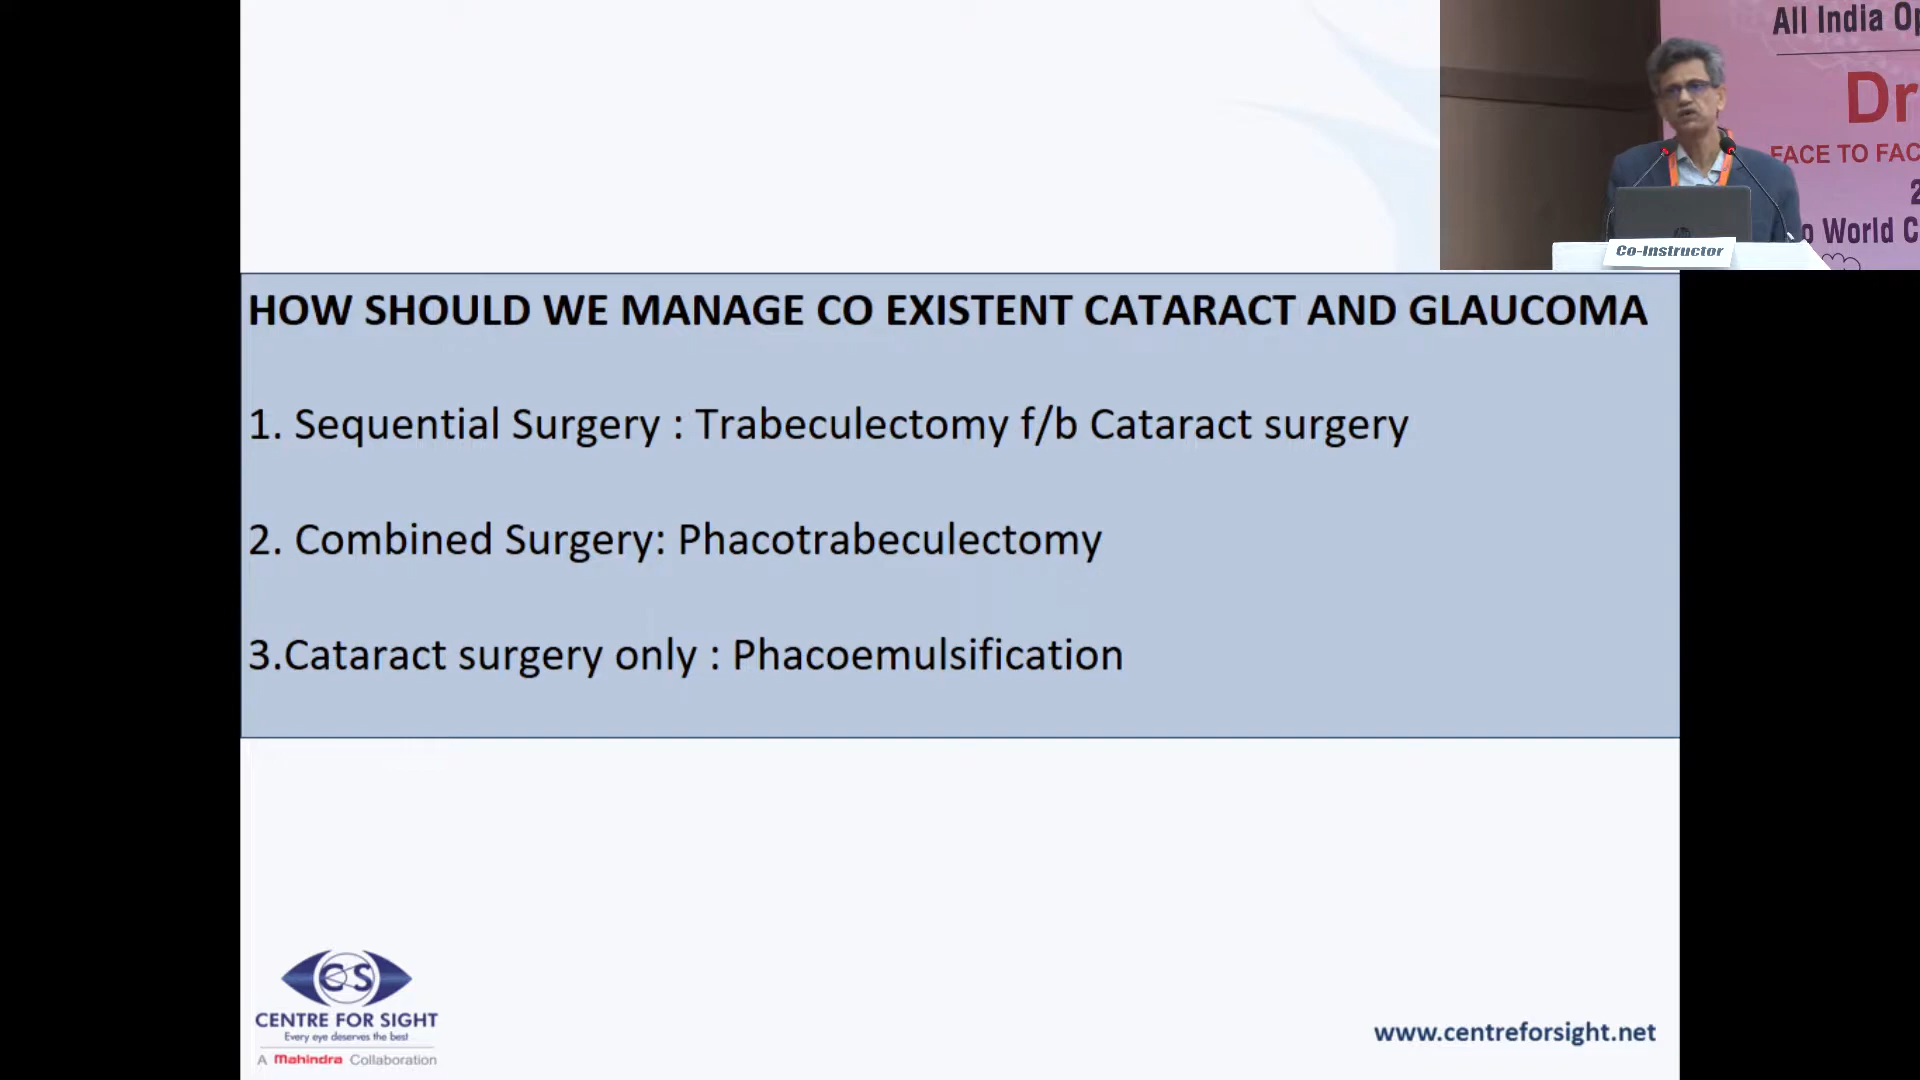 All India Op
Dr
FACE TO FAC
2
o World C
Co-Instructor
HOW SHOULD WE MANAGE CO EXISTENT CATARACT AND GLAUCOMA
1. Sequential Surgery : Trabeculectomy f/b Cataract surgery
2. Combined Surgery: Phacotrabeculectomy
3.Cataract surgery only : Phacoemulsification
CS
CENTRE FOR SIGHT
Every eye deserves the best
A Mahindra Collaboration
www.centreforsight.net